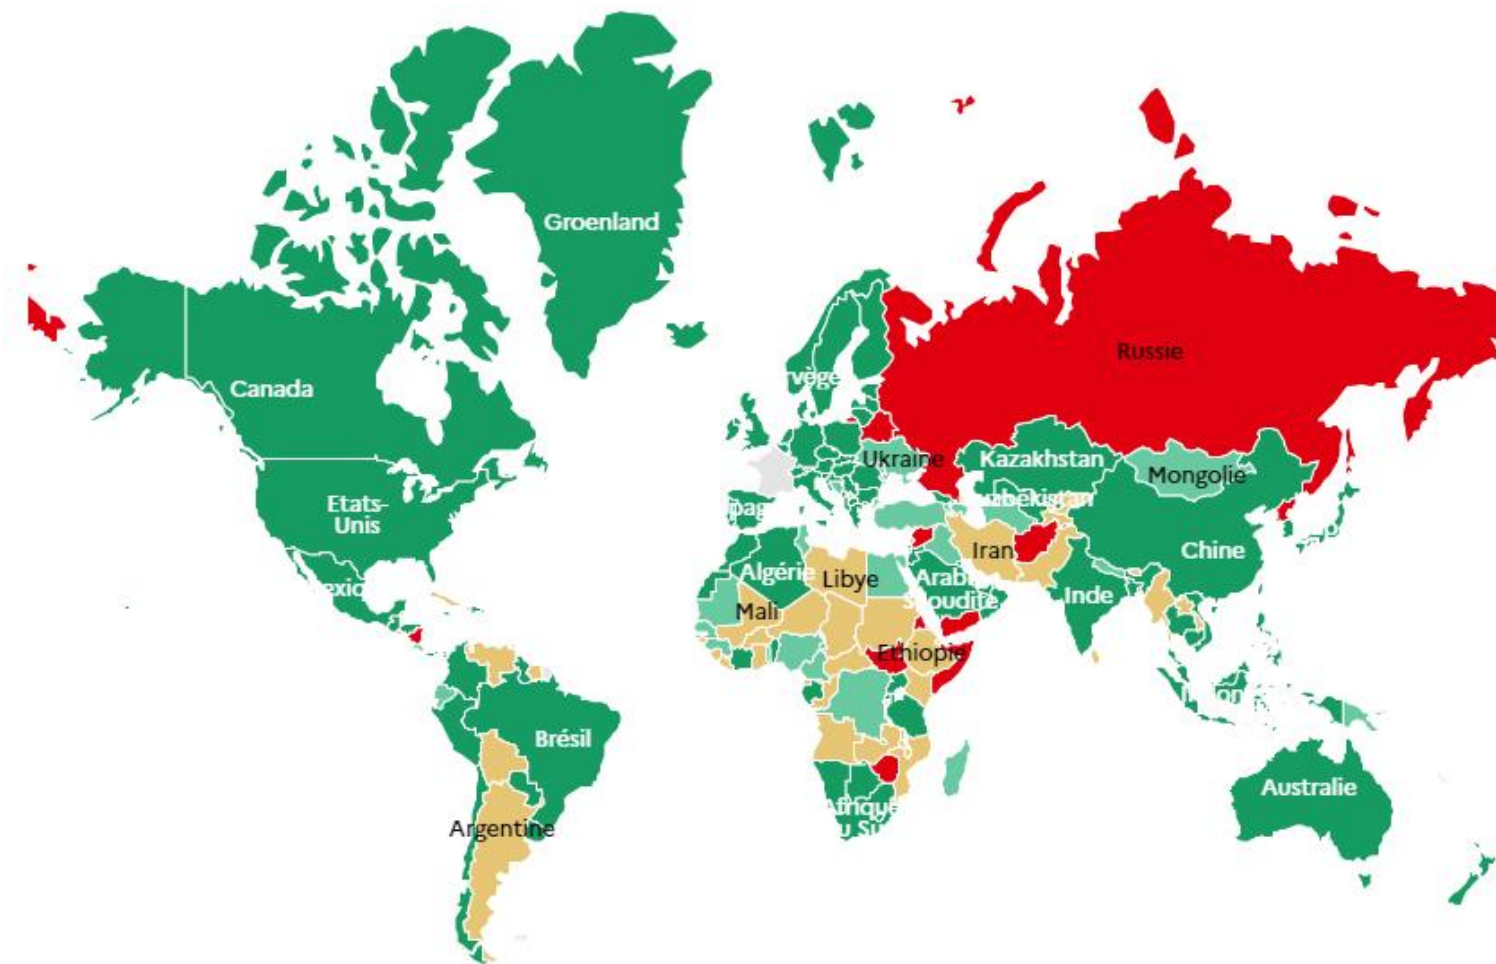 Groenland
Russie
Canada
Ukraine
Kazakhstan
Mongolie
Etats-
Unis
Chine
Iran
Algérie
Libye
Inde
Mali
Ethiopie
Brésil
Australie
Argentine